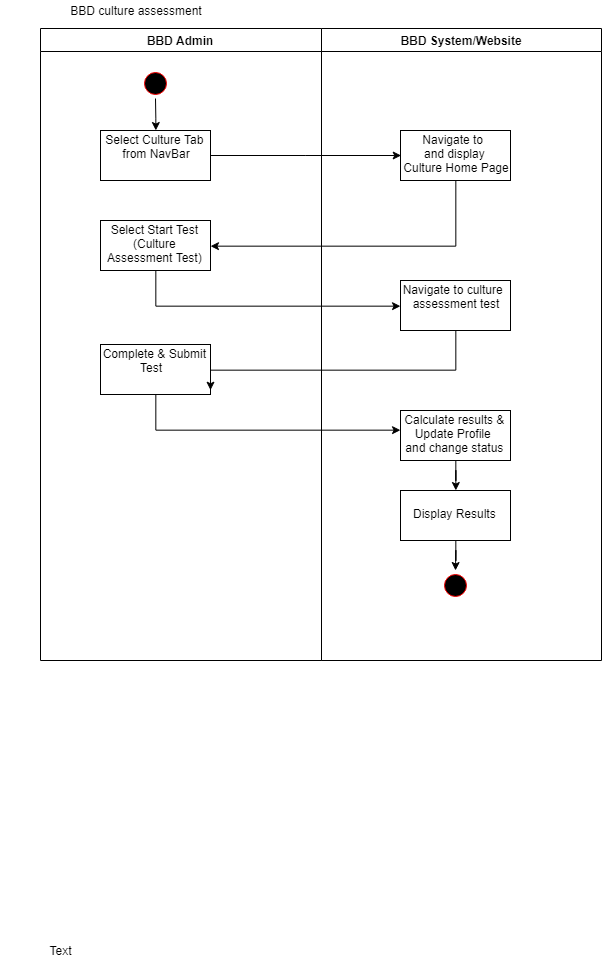 BBD culture assessment
BBD Admin
BBD System/Website
Select Culture Tab
from NavBar
Navigate to
and display
Culture Home Page
Select Start Test
(Culture
Assessment Test)
Navigate to culture
assessment test
Complete & Submit
Test
Calculate results &
Update Profile
and change status
Display Results
Text